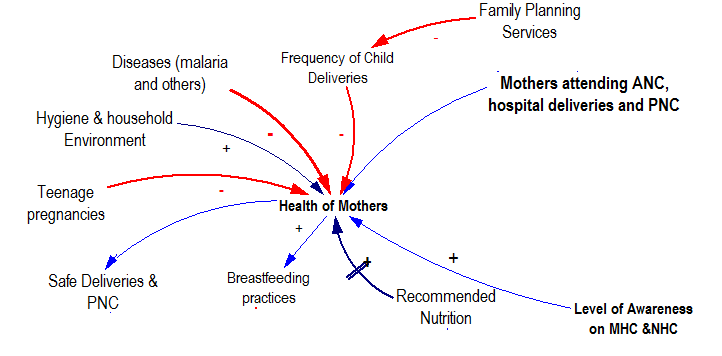 Family Planning
Services
Diseases (malaria
and others)
Frequency of Child
Deliveries
-
Mothers attending ANC,
hospital deliveries and PNC
Hygiene & household
Environment
+
-
-
Teenage
pregnancies
-
Health of Mothers
+
+
+
Safe Deliveries &
PNC
Breastfeeding
practices
Recommended
Nutrition
Level of Awareness
on MHC &NHC